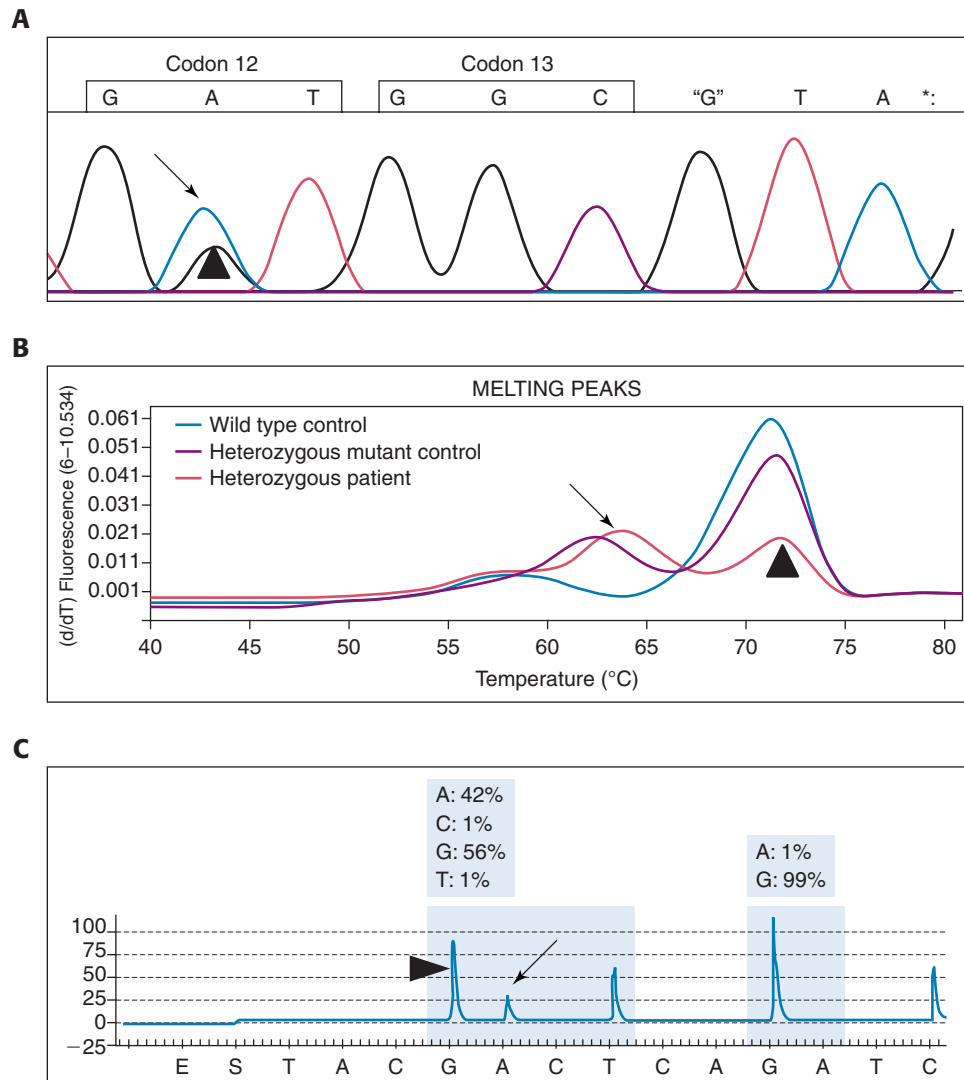 A
Codon 12 Codon 13
G A T G G C “G” T A *:
B
MELTING PEAKS
(d/dT) Fluorescence (6–10.534)
0.061
0.051
0.041
0.031
0.021
0.011
0.001
Wild type control
Heterozygous mutant control
Heterozygous patient
40 45 50 55 60 65 70 75 80
Temperature (°C)
C
A: 42%
C: 1%
G: 56%
T: 1%
A: 1%
G: 99%
100
75
50
25
0
−25
E S T A C G A C T C A G A T C